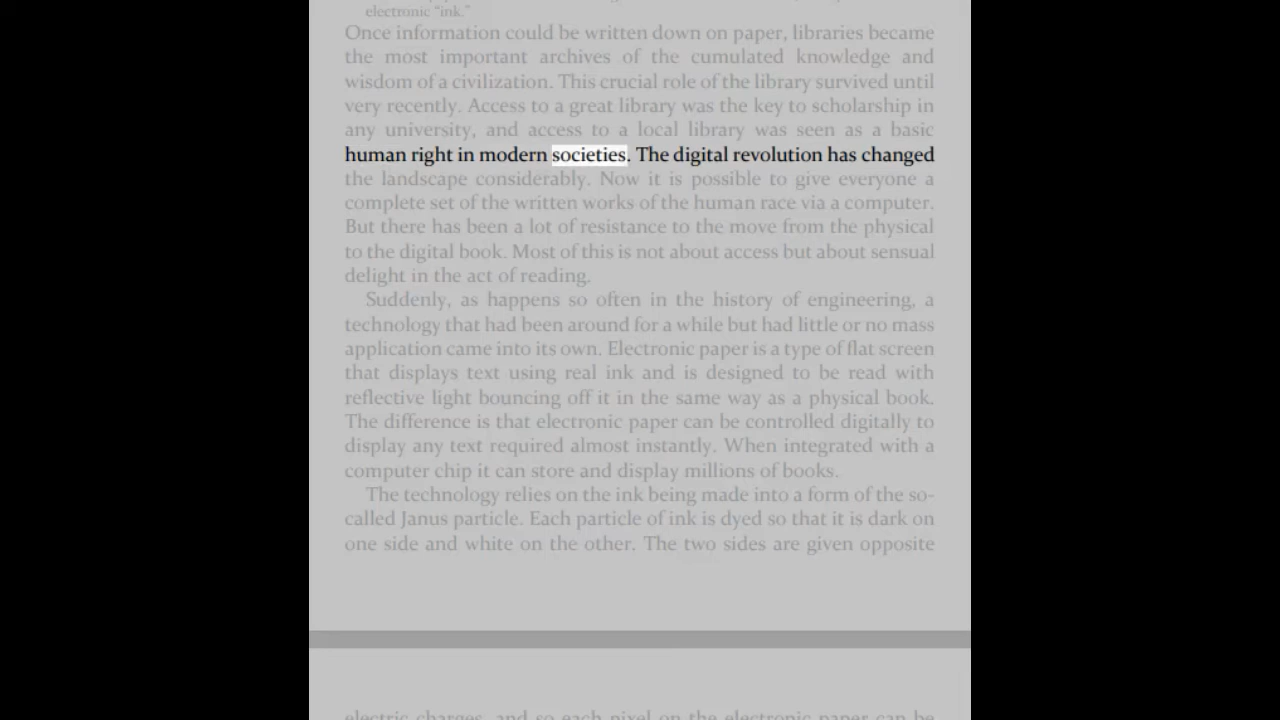 electronic “ink.”
Once information could be written down on paper, libraries became
the most important archives of the cumulated knowledge and
wisdom of a civilization. This crucial role of the library survived until
very recently. Access to a great library was the key to scholarship in
any university, and access to a local library was seen as a basic
human right in modern societies. The digital revolution has changed
the landscape considerably. Now it is possible to give everyone a
complete set of the written works of the human race via a computer.
But there has been a lot of resistance to the move from the physical
to the digital book. Most of this is not about access but about sensual
delight in the act of reading.
Suddenly, as happens so often in the history of engineering, a
technology that had been around for a while but had little or no mass
application came into its own. Electronic paper is a type of flat screen
that displays text using real ink and is designed to be read with
reflective light bouncing off it in the same way as a physical book.
The difference is that electronic paper can be controlled digitally to
display any text required almost instantly. When integrated with a
computer chip it can store and display millions of books.
The technology relies on the ink being made into a form of the so-
called Janus particle. Each particle of ink is dyed so that it is dark on
one side and white on the other. The two sides are given opposite
electric charges, and so each pixel on the electronic paper can be